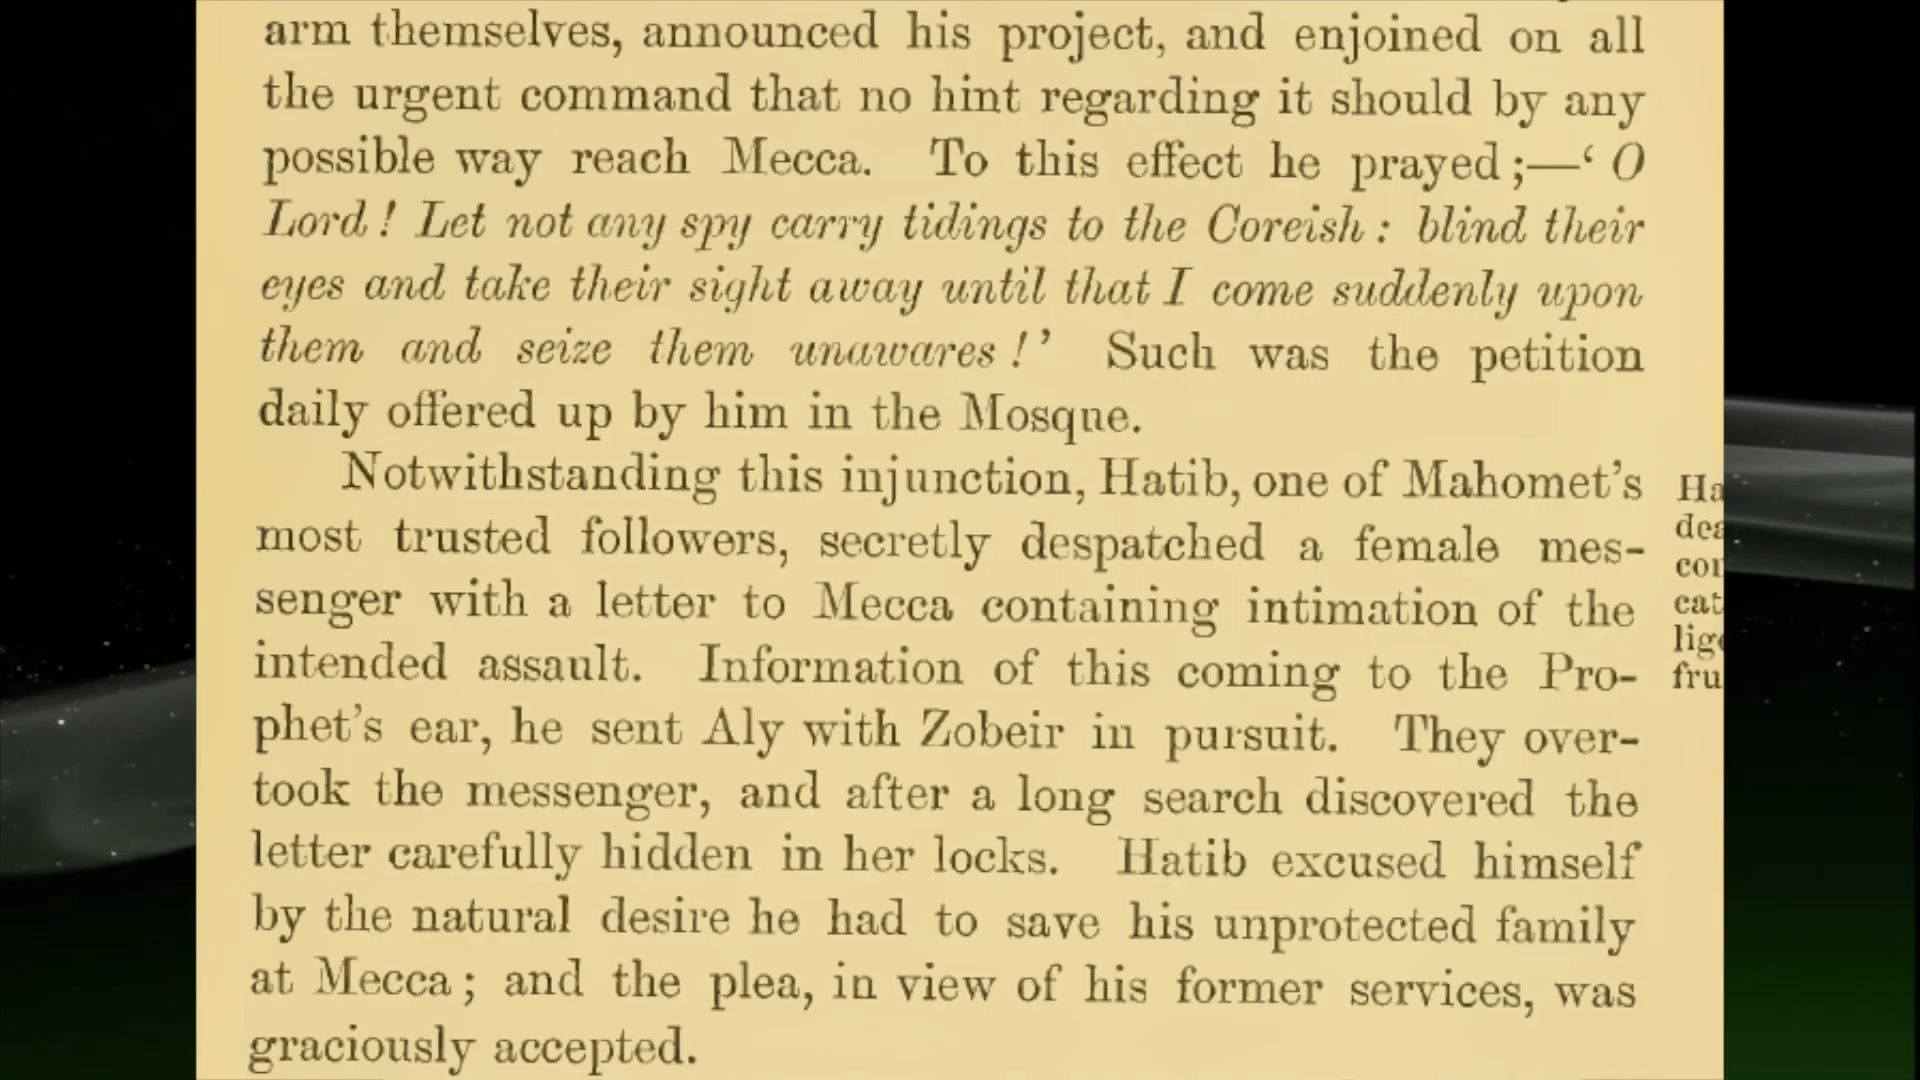 arm themselves, announced his project, and enjoined on all
the urgent command that no hint regarding it should by any
possible way reach Mecca. To this effect he prayed;—‘O
Lord! Let not any spy carry tidings to the Coreish: blind their
eyes and take their sight away until that I come suddenly upon
them and seize them unawares!’ Such was the petition
daily offered up by him in the Mosque.
Notwithstanding this injunction, Hatib, one of Mahomet’s
most trusted followers, secretly despatched a female mes-
senger with a letter to Mecca containing intimation of the
intended assault. Information of this coming to the Pro-
phet’s ear, he sent Aly with Zobeir in pursuit. They over-
took the messenger, and after a long search discovered the
letter carefully hidden in her locks. Hatib excused himself
by the natural desire he had to save his unprotected family
at Mecca; and the plea, in view of his former services, was
graciously accepted.